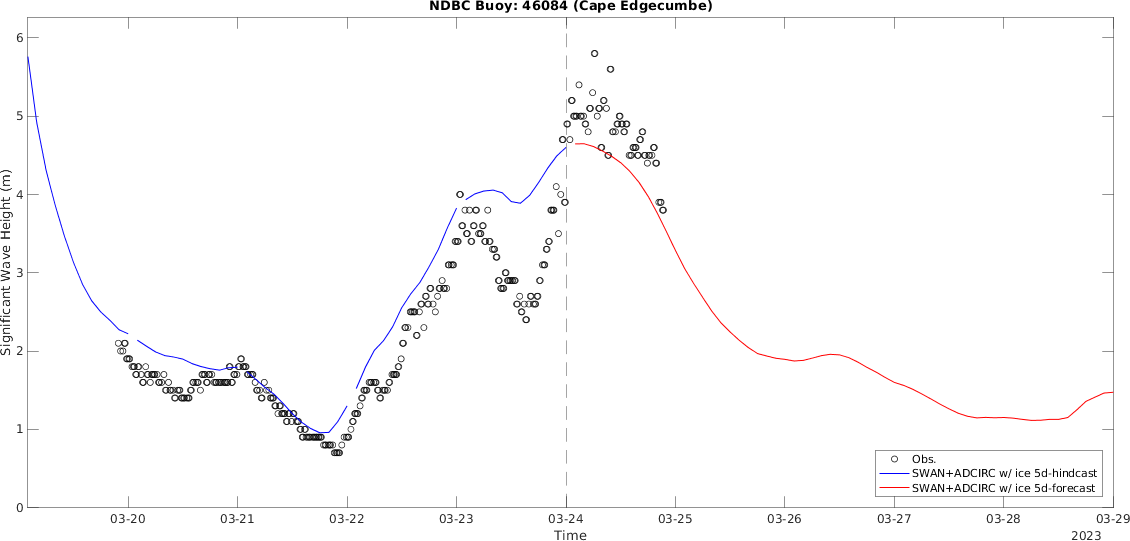 NDBC Buoy: 46084 (Cape Edgecumbe)
Significant Wave Height (m)
6
5
4
3
2
1
0
Obs.
SWAN+ADCIRC w/ ice 5d-hindcast
SWAN+ADCIRC w/ ice 5d-forecast
03-20 03-21 03-22 03-23 03-24 03-25 03-26 03-27 03-28 03-29
Time
2023